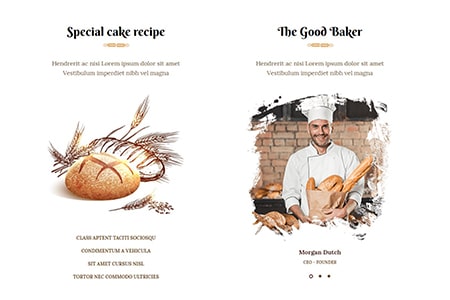 Special cake recipe
Hendrerit ac nisi Lorem ipsum dolor sit amet
Vestibulum imperdiet nibh vel magna
CLASS APTENT TACITI SOCIOSQU
CONDIMENTUM A VEHICULA
SIT AMET CURSUS NISL
TORTOR NEC COMMODO ULTRICIES
The Good Baker
Hendrerit ac nisi Lorem ipsum dolor sit amet
Vestibulum imperdiet nibh vel magna
Morgan Dutch
CEO - FOUNDER